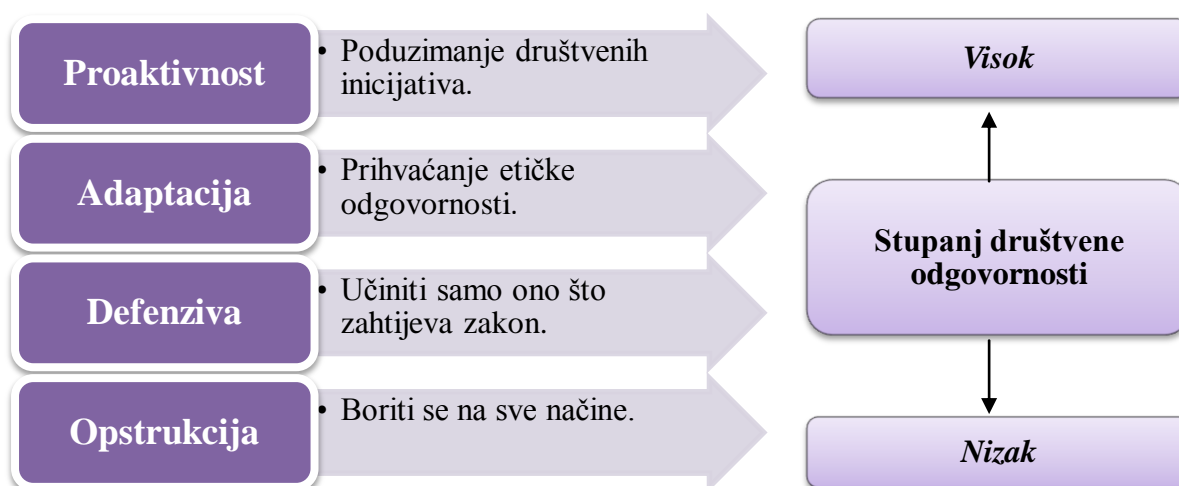 Proaktivnost
• Poduzimanje društvenih
inicijativa.
Adaptacija
• Prihvaćanje etičke
odgovornosti.
Defenziva
• Učiniti samo ono što
zahtijeva zakon.
Opstrukcija
• Boriti se na sve načine.
Visok
Stupanj društvene
odgovornosti
Nizak